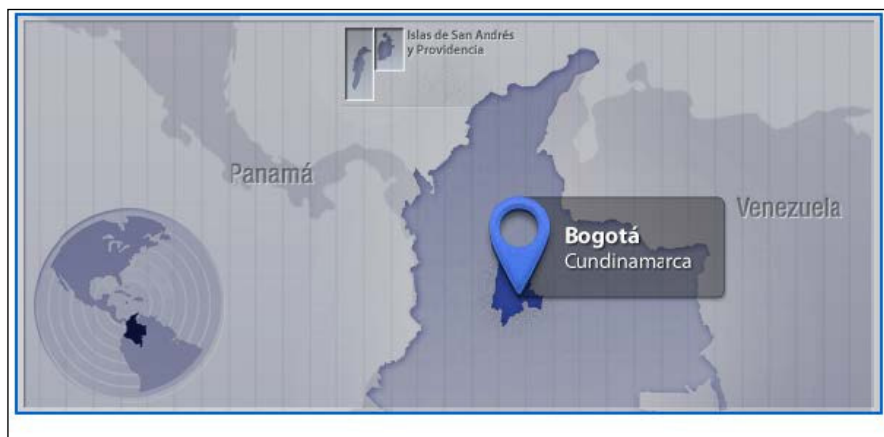 Islas de San Andrés
y Providencia
Panamá
Venezuela
Bogotá
Cundinamarca